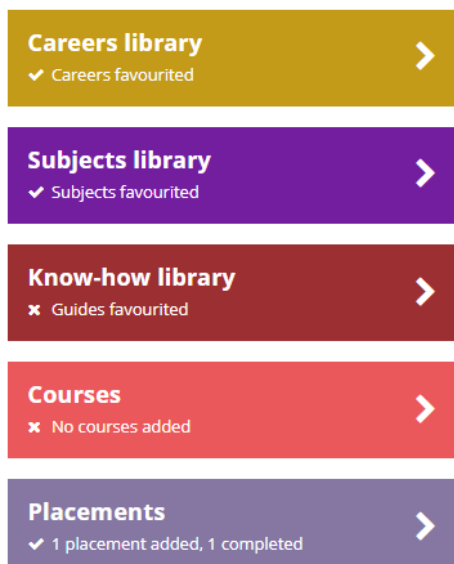 Careers library
✔ Careers favourited
Subjects library
✔ Subjects favourited
Know-how library
✖ Guides favourited
Courses
✖ No courses added
Placements
✔ 1 placement added, 1 completed